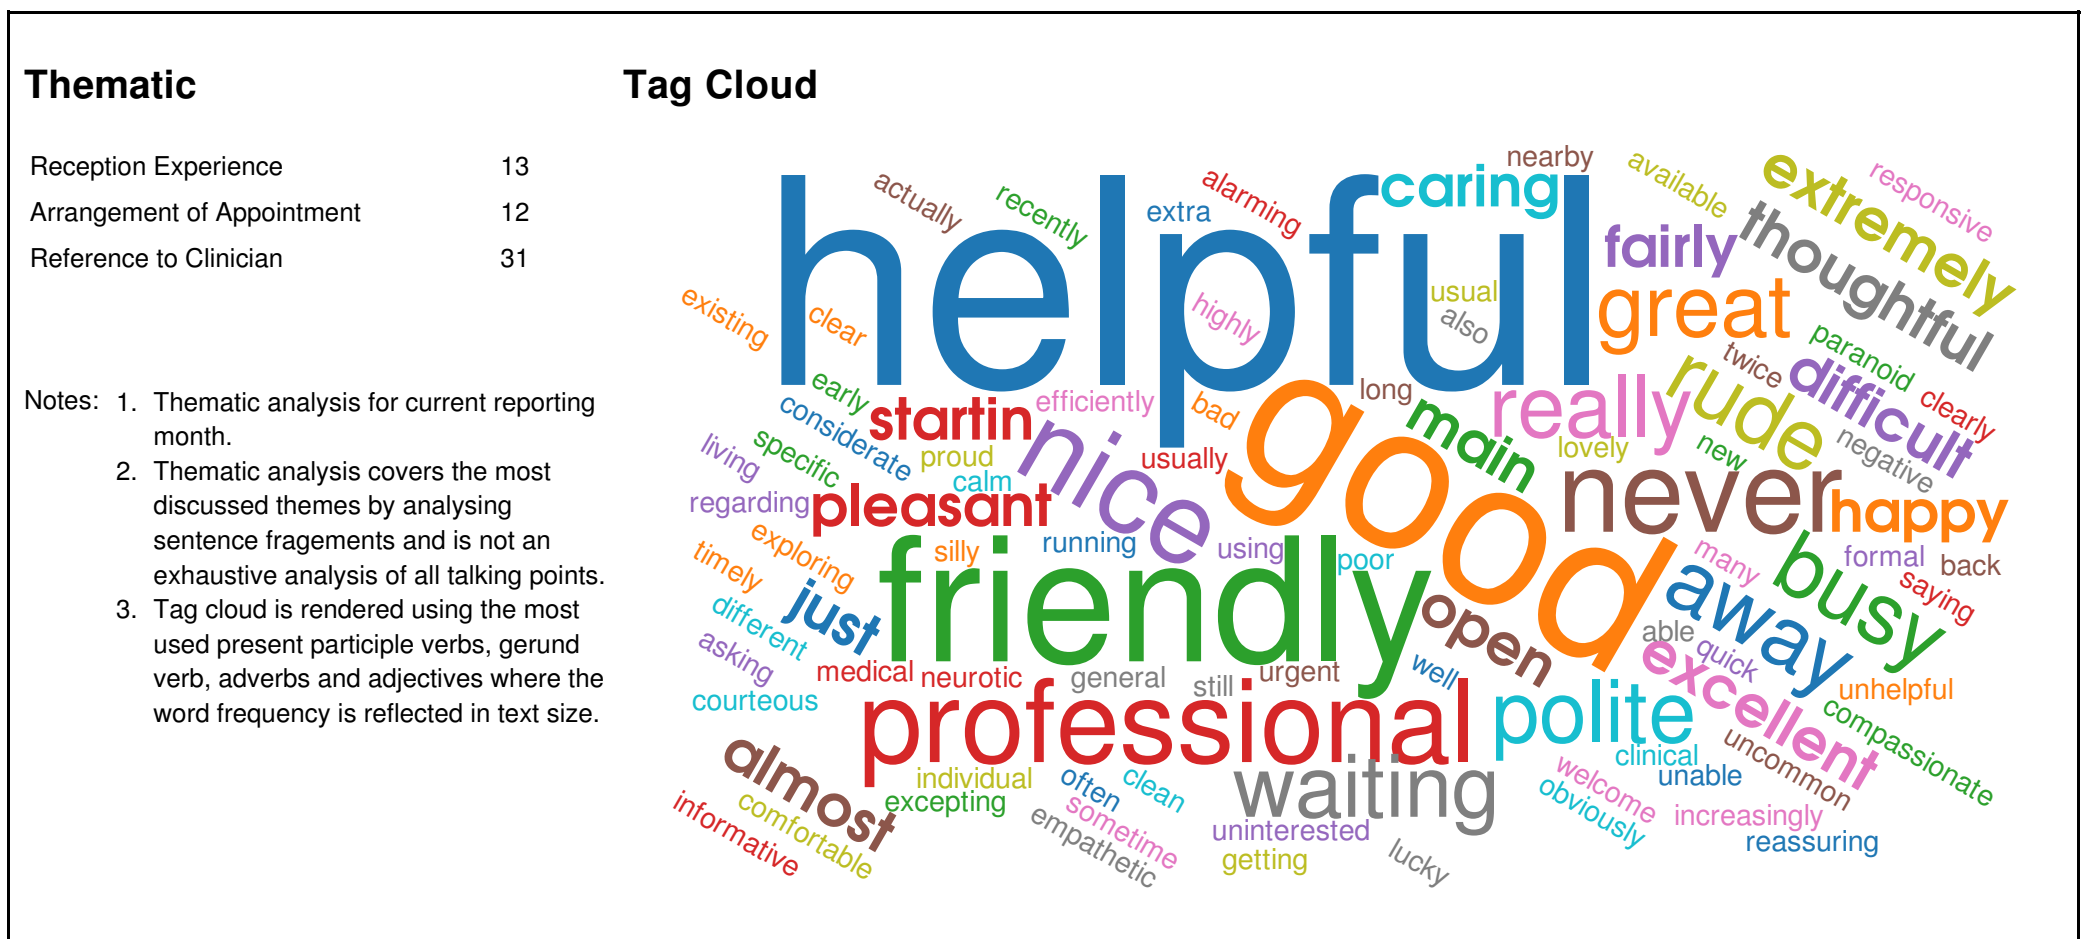 Thematic
Tag Cloud
Reception Experience 13
Arrangement of Appointment 12
Reference to Clinician 31
Notes: 1. Thematic analysis for current reporting
month.
2. Thematic analysis covers the most
discussed themes by analysing
sentence fragements and is not an
exhaustive analysis of all talking points.
3. Tag cloud is rendered using the most
used present participle verbs, gerund
verb, adverbs and adjectives where the
word frequency is reflected in text size.
nearby
actually
recently
extra
alarming
caring
available
extremely
responsive
helpful
fairly
thoughtful
existing
clear
highly
usual
also
great
paranoid
twice
difficult
clearly
early
considerate
startin
efficiently
bad
long
main
really
rude
lovely
new
negative
living
specific
proud
calm
nice
usually
good
never
happy
regarding
pleasant
exploring
timely
silly
running
using
poor
many
busy
formal
back
saying
just
friendly
open
away
different
asking
medical
neurotic
general
still
urgent
well
able
quick
excellent
unhelpful
compassionate
courteous
professional
polite
clinical
unable
uncommon
almost
individual
excepting
often
clean
waiting
welcome
obviously
increasingly
reassuring
informative
comfortable
empathetic
sometime
uninterested
getting
lucky